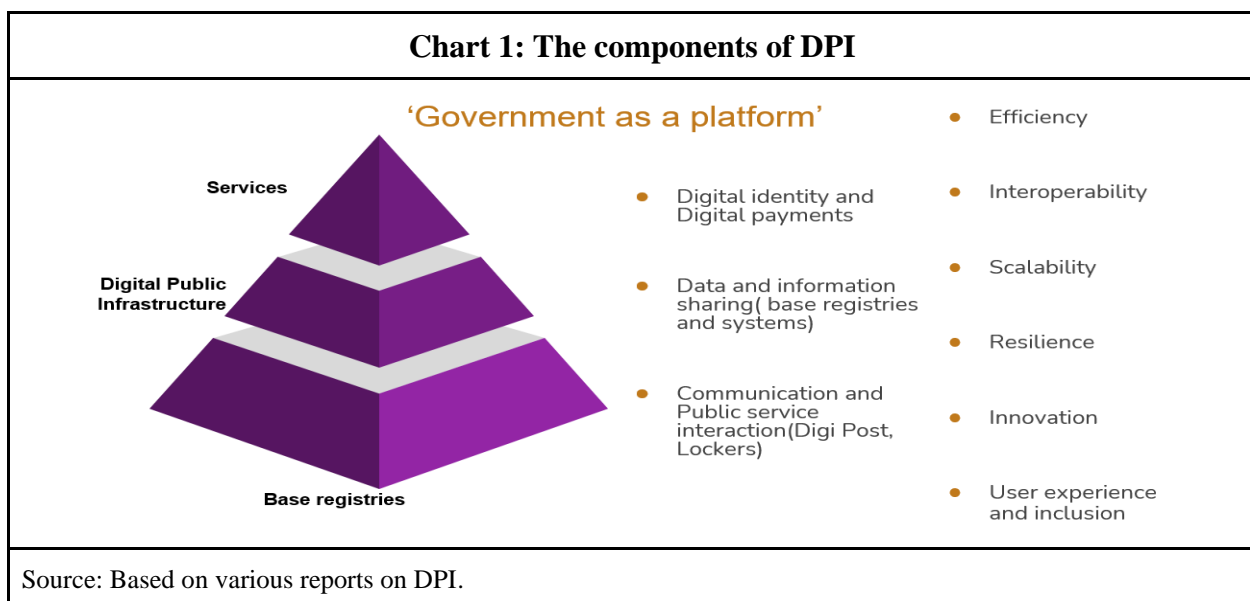 Chart 1: The components of DPI
‘Government as a platform’
Services
Digital Public
Infrastructure
Base registries
Digital identity and
Digital payments
Data and information
sharing( base registries
and systems)
Communication and
Public service
interaction(Digi Post,
Lockers)
Efficiency
Interoperability
Scalability
Resilience
Innovation
User experience
and inclusion
Source: Based on various reports on DPI.